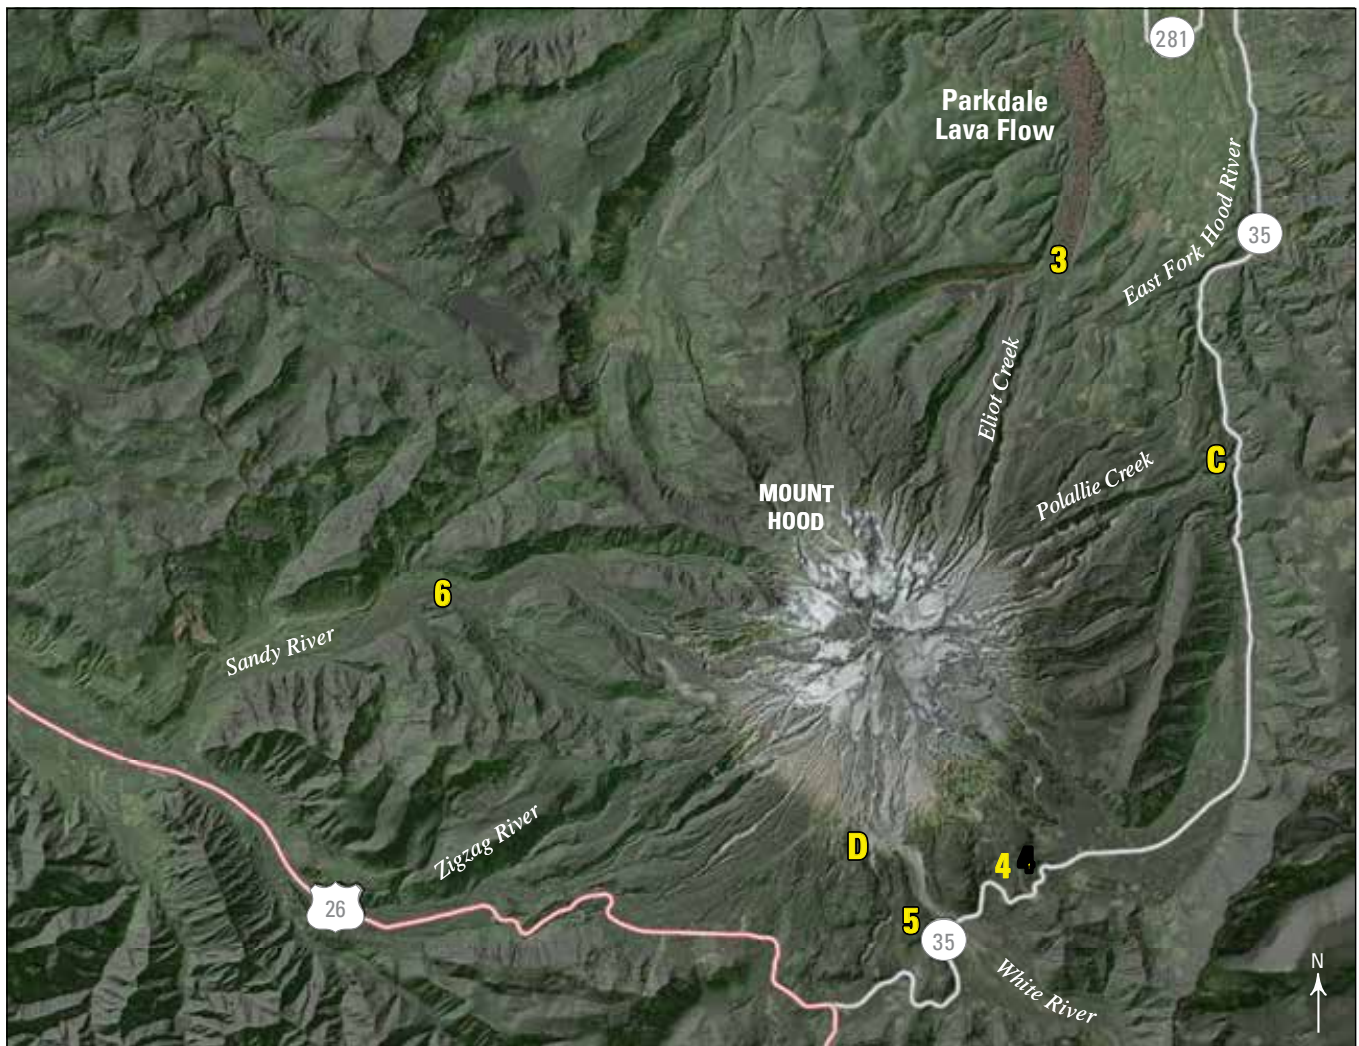 281
Parkdale
Lava Flow
East Fork Hood River
35
3
Eliot Creek
C
Polallie Creek
MOUNT
HOOD
6
Sandy River
Zigzag River
D
4 4
5
26
35
White River
N